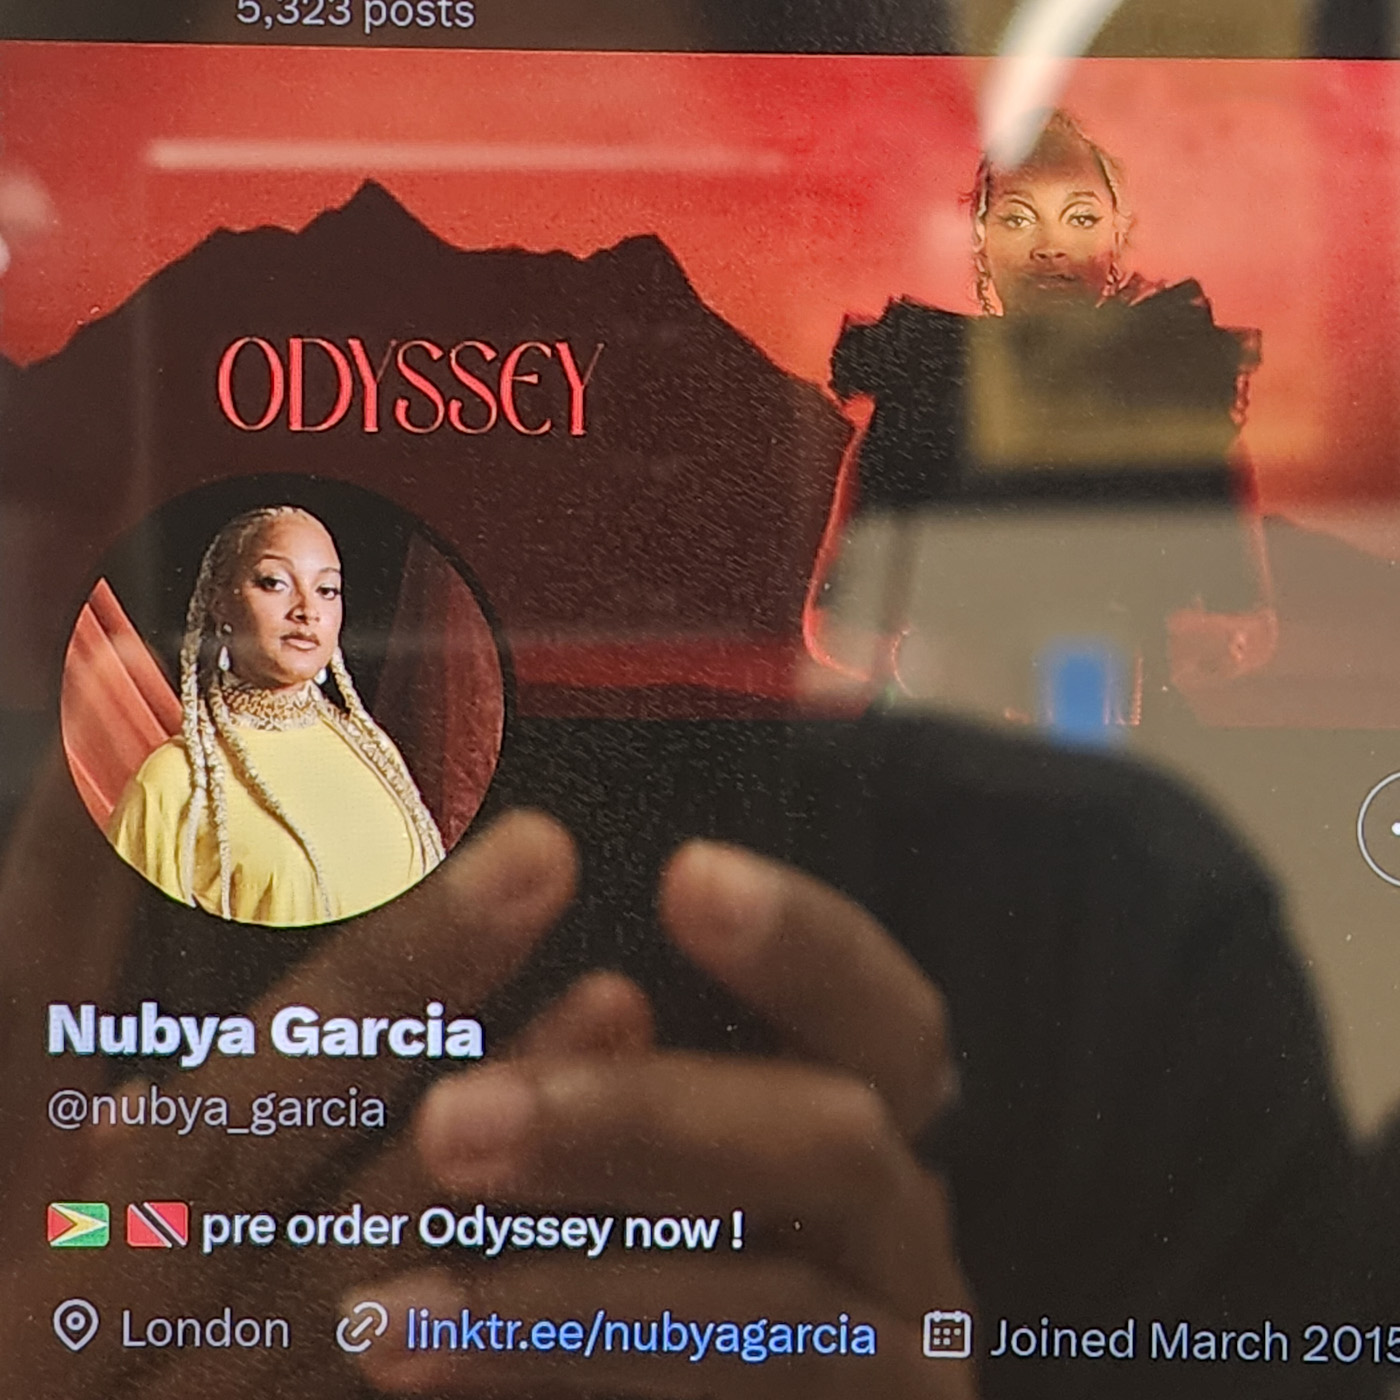 5,323 posts
ODYSSEY
Nubya Garcia
@nubya_garcia
🇬🇾 🇹🇹 pre order Odyssey now !
London linktr.ee/nubyagarcia Joined March 2015